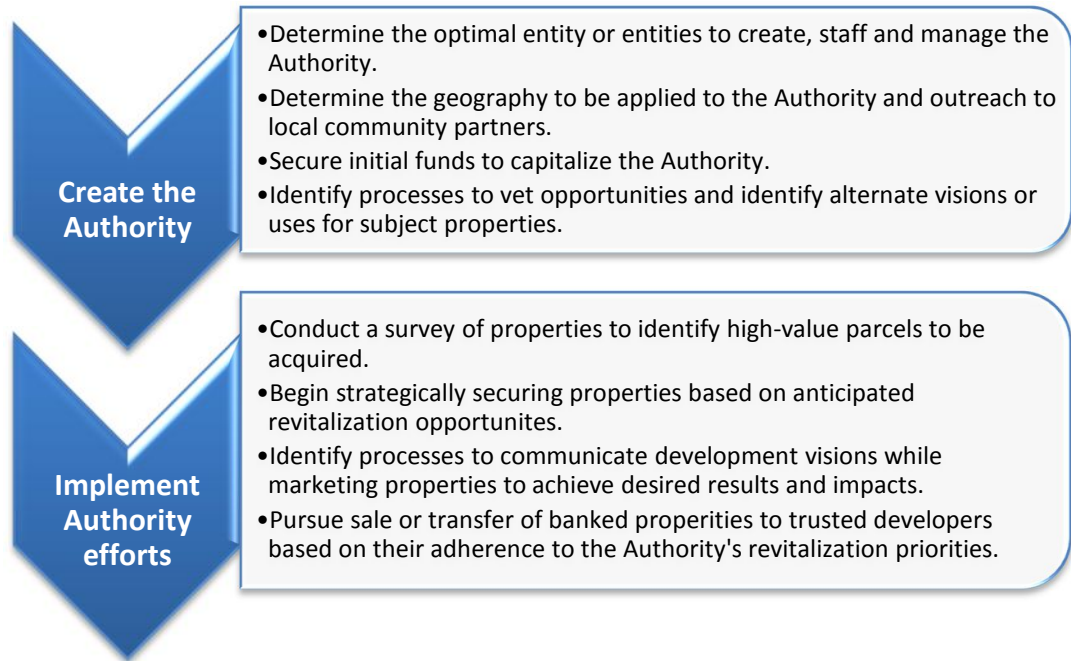 Create the
Authority
•Determine the optimal entity or entities to create, staff and manage the
Authority.
•Determine the geography to be applied to the Authority and outreach to
local community partners.
•Secure initial funds to capitalize the Authority.
•Identify processes to vet opportunities and identify alternate visions or
uses for subject properties.
Implement
Authority
efforts
•Conduct a survey of properties to identify high-value parcels to be
acquired.
•Begin strategically securing properties based on anticipated
revitalization opportunites.
•Identify processes to communicate development visions while
marketing properties to achieve desired results and impacts.
•Pursue sale or transfer of banked properities to trusted developers
based on their adherence to the Authority's revitalization priorities.